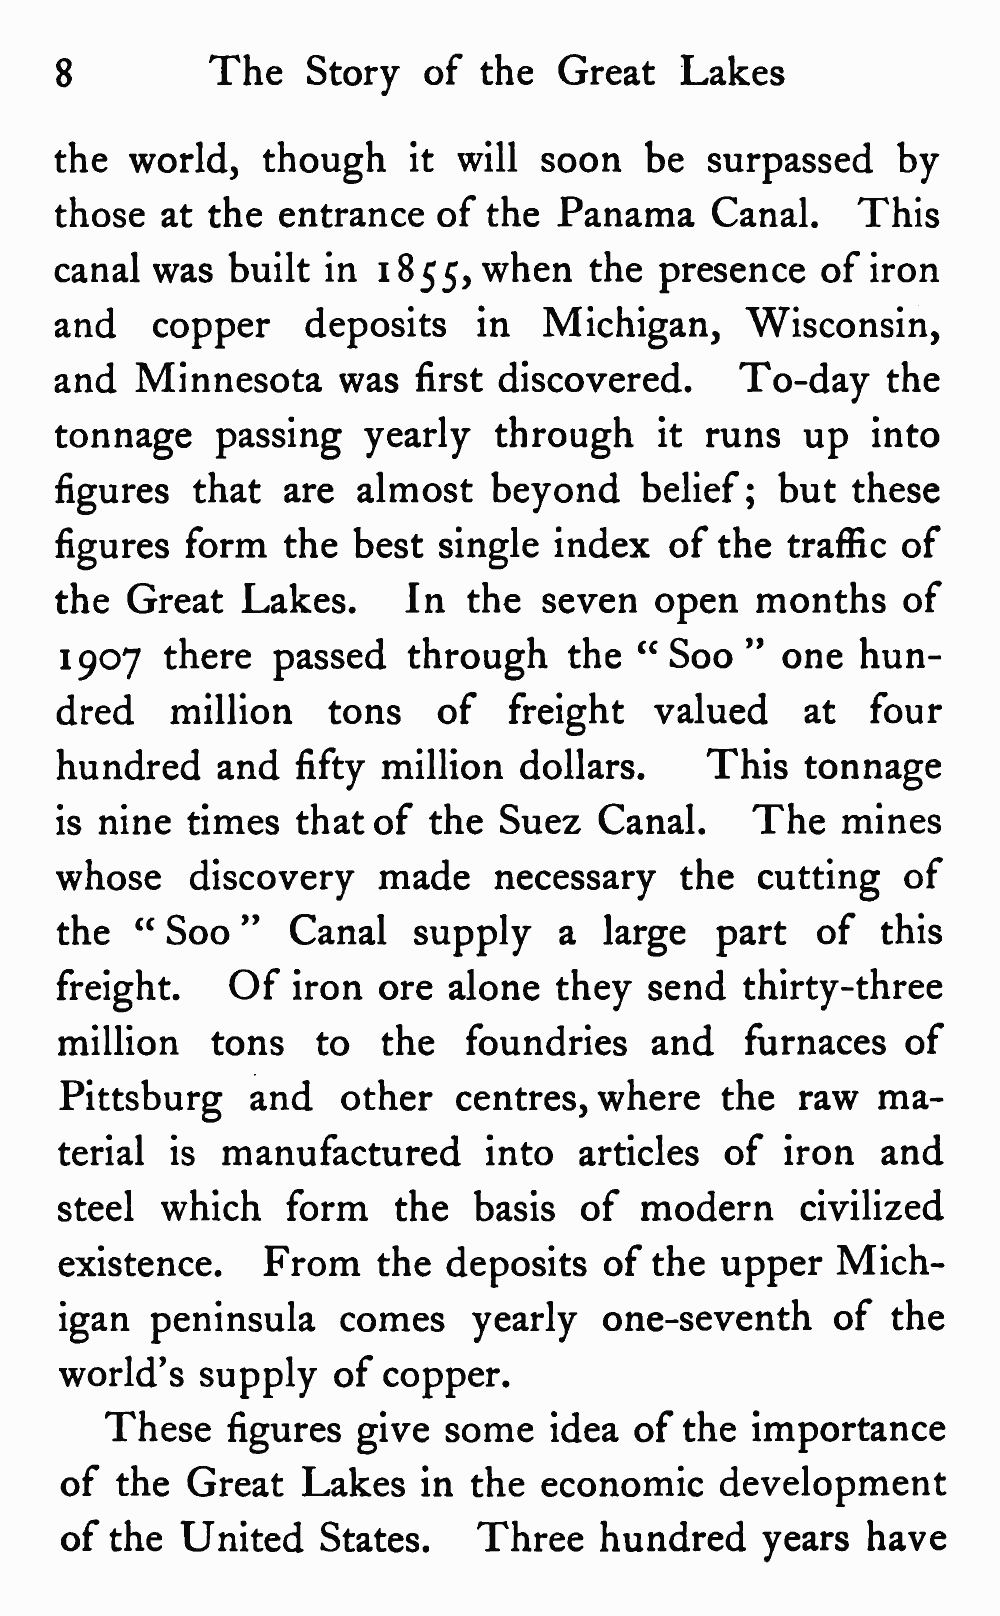 8 The Story of the Great Lakes
the world, though it will soon be surpassed by
those at the entrance of the Panama Canal. This
canal was built in 1855, when the presence of iron
and copper deposits in Michigan, Wisconsin,
and Minnesota was first discovered. To-day the
tonnage passing yearly through it runs up into
figures that are almost beyond belief; but these
figures form the best single index of the traffic of
the Great Lakes. In the seven open months of
1907 there passed through the “ Soo ” one hun-
dred million tons of freight valued at four
hundred and fifty million dollars. This tonnage
is nine times that of the Suez Canal. The mines
whose discovery made necessary the cutting of
the “ Soo ” Canal supply a large part of this
freight. Of iron ore alone they send thirty-three
million tons to the foundries and furnaces of
Pittsburg and other centres, where the raw ma-
terial is manufactured into articles of iron and
steel which form the basis of modern civilized
existence. From the deposits of the upper Mich-
igan peninsula comes yearly one-seventh of the
world’s supply of copper.
These figures give some idea of the importance
of the Great Lakes in the economic development
of the United States. Three hundred years have